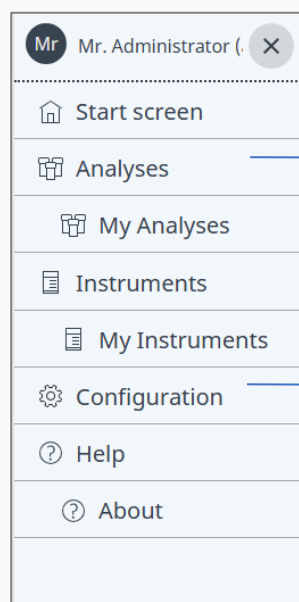 Mr Mr. Administrator (
Start screen
Analyses
My Analyses
Instruments
My Instruments
Configuration
Help
About